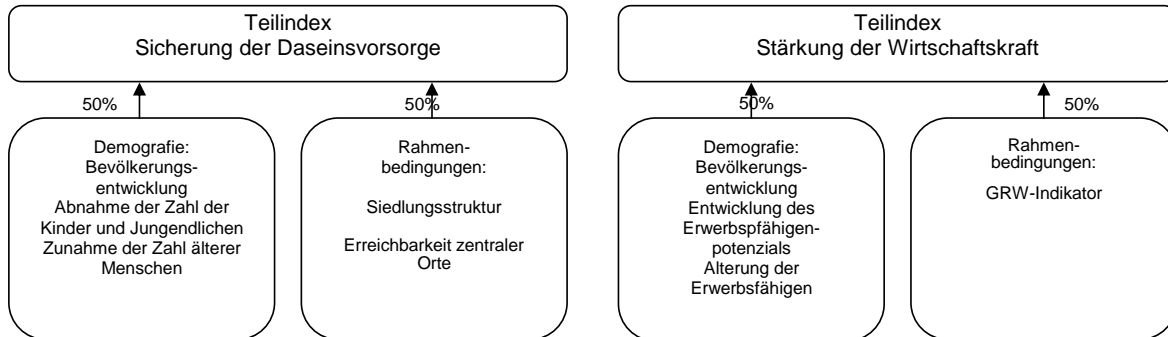 Teilindex
Sicherung der Daseinsvorsorge
Teilindex
Stärkung der Wirtschaftskraft
50%
50%
50%
50%
Demografie:
Bevölkerungs-
entwicklung
Abnahme der Zahl der
Kinder und Jugendlichen
Zunahme der Zahl älterer
Menschen
Rahmen-
bedingungen:
Siedlungsstruktur
Erreichbarkeit zentraler
Orte
Demografie:
Bevölkerungs-
entwicklung
Entwicklung des
Erwerbspfähigen-
potenzials
Alterung der
Erwerbsfähigen
Rahmen-
bedingungen:
GRW-Indikator